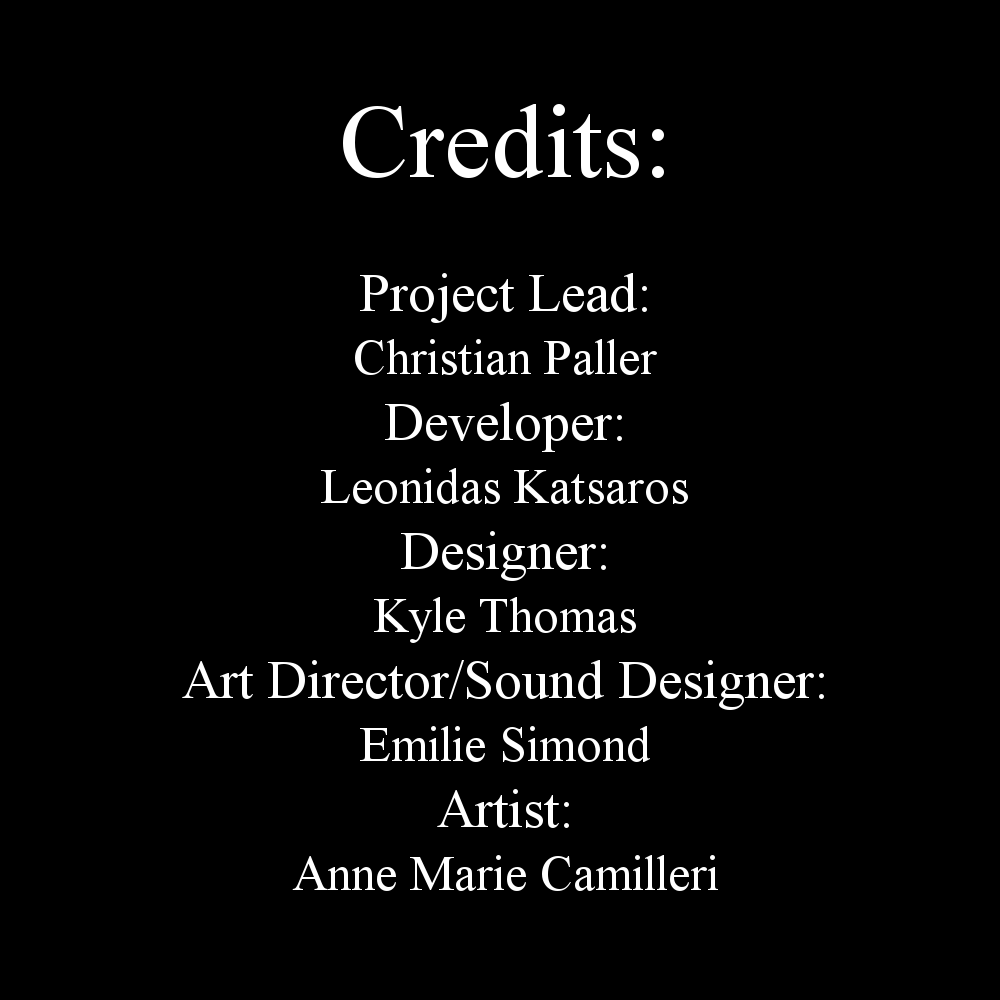 Credits:
Project Lead:
Christian Paller
Developer:
Leonidas Katsaros
Designer:
Kyle Thomas
Art Director/Sound Designer:
Emilie Simond
Artist:
Anne Marie Camilleri